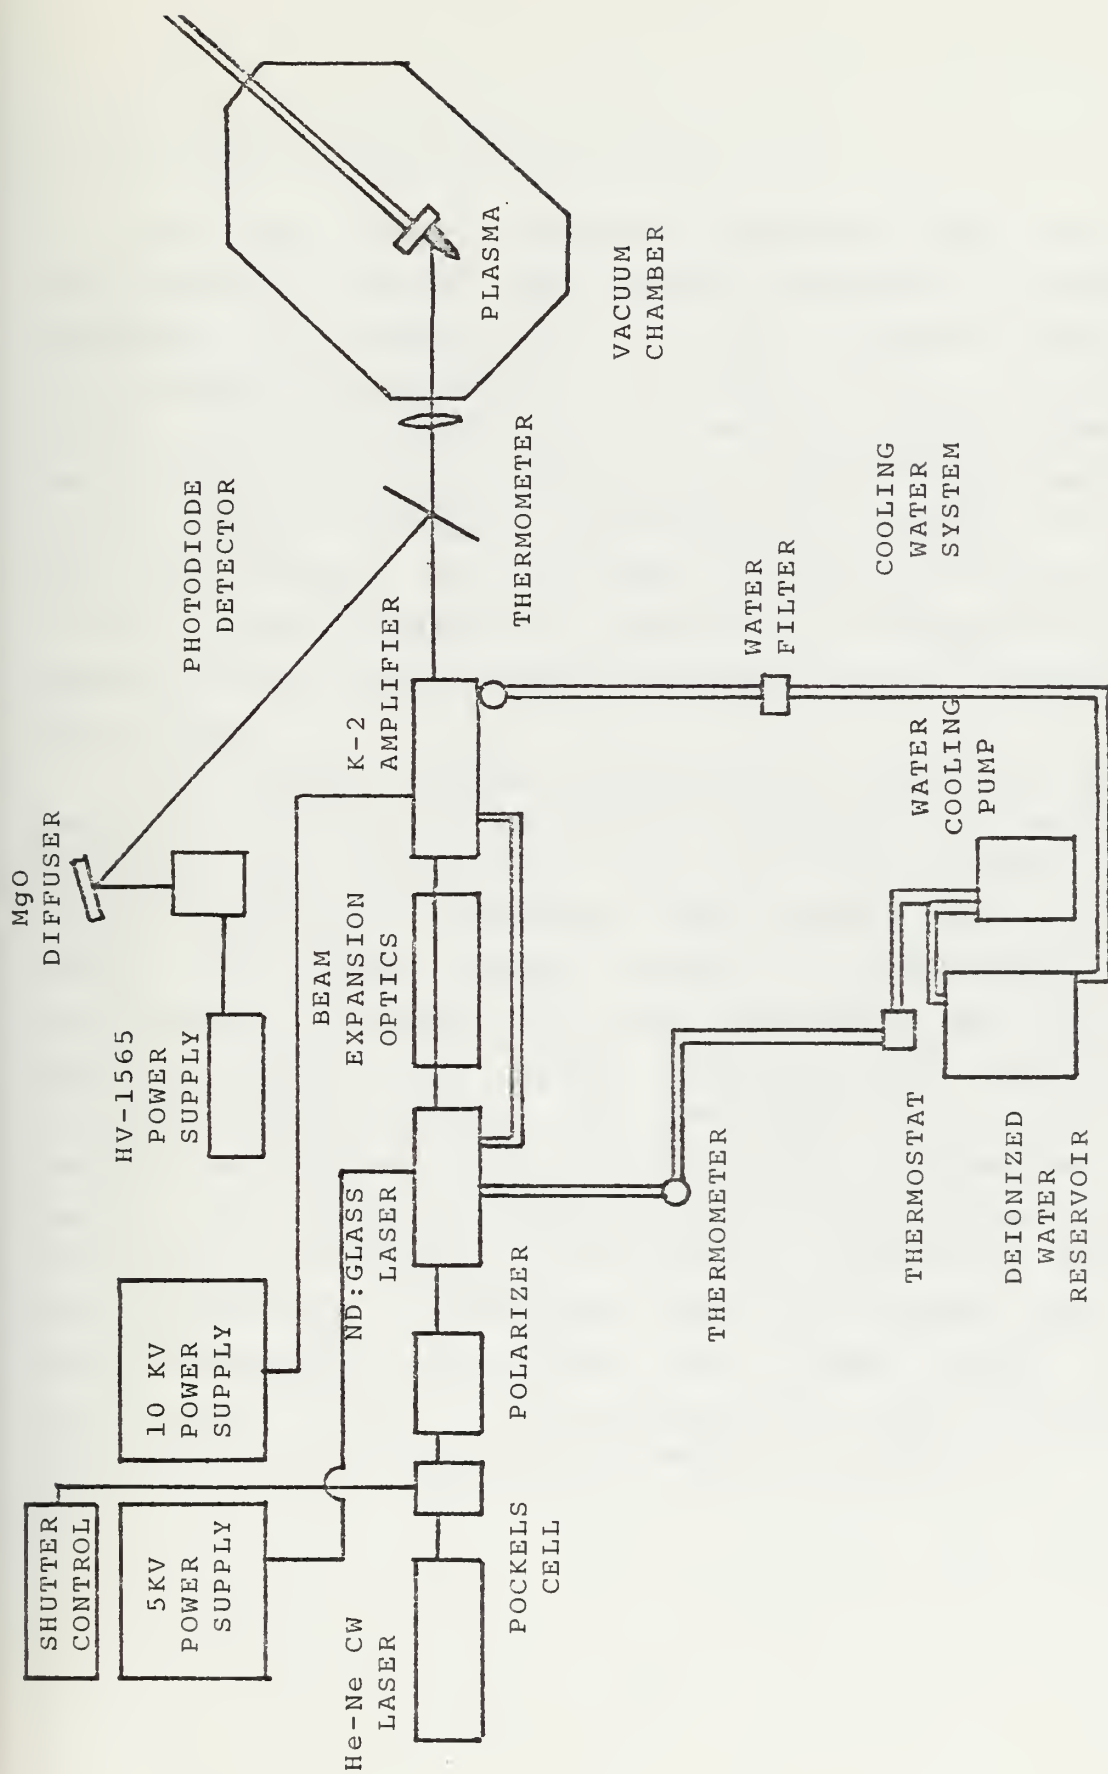 SHUTTER
CONTROL
5KV
POWER
SUPPLY
10 KV
POWER
SUPPLY
HV-1565
POWER
SUPPLY
MgO
DIFFUSER
PHOTODIODE
DETECTOR
He-Ne CW
LASER
POCKELS
CELL
POLARIZER
ND:GLASS
LASER
BEAM
EXPANSION
OPTICS
K-2
AMPLIFIER
THERMOMETER
PLASMA
VACUUM
CHAMBER
THERMOMETER
WATER
FILTER
THERMOSTAT
DEIONIZED
WATER
RESERVOIR
WATER
COOLING
PUMP
COOLING
WATER
SYSTEM